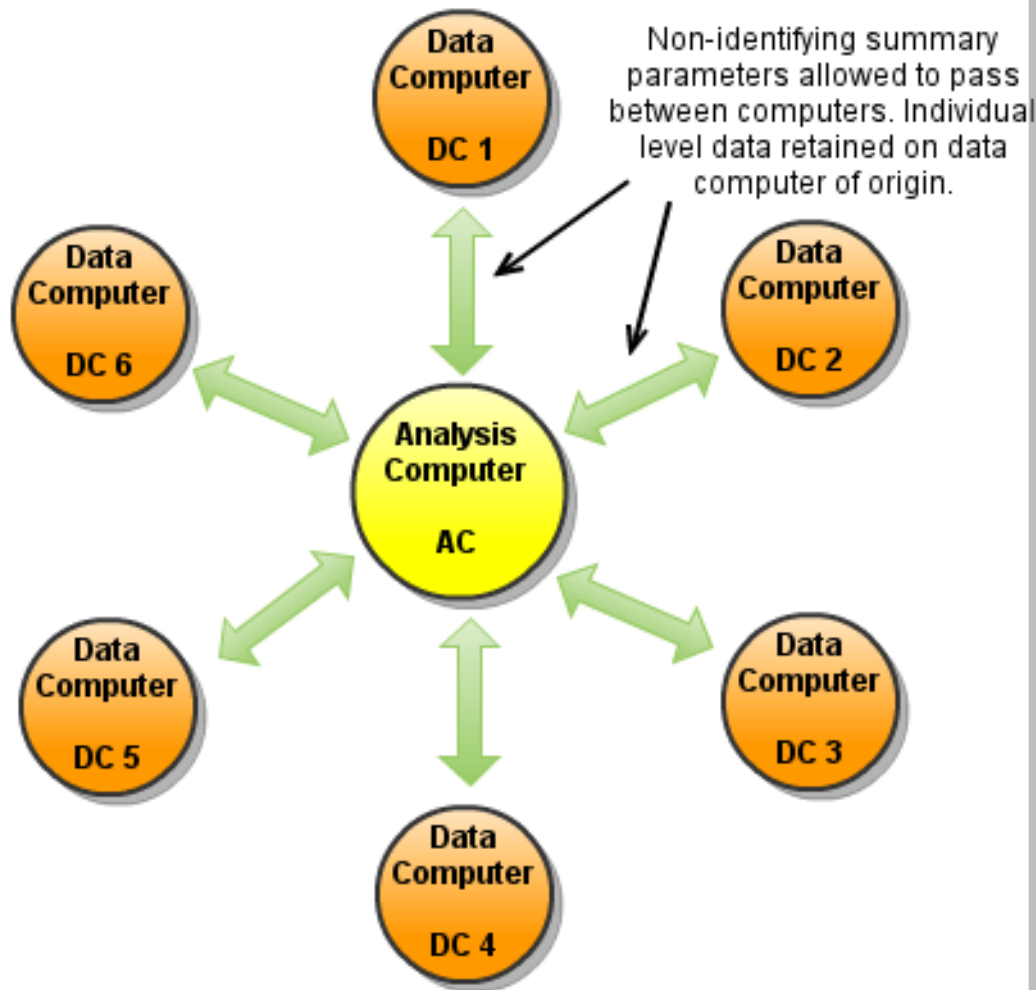 Data
Computer
DC 1
Non-identifying summary
parameters allowed to pass
between computers. Individual
level data retained on data
computer of origin.
Data
Computer
DC 6
Data
Computer
DC 2
Analysis
Computer
AC
Data
Computer
DC 5
Data
Computer
DC 3
Data
Computer
DC 4